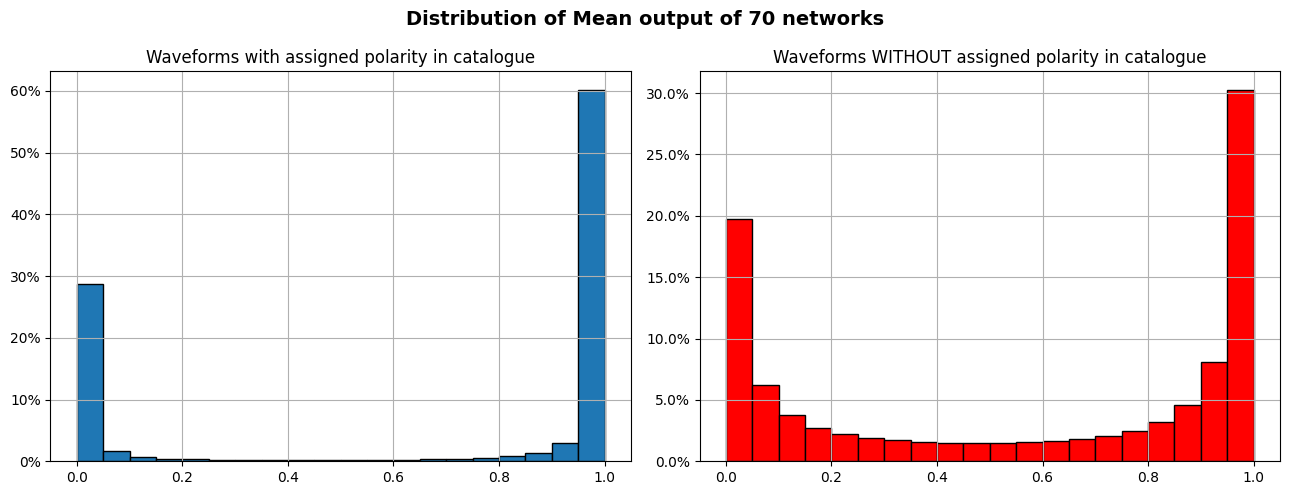 Distribution of Mean output of 70 networks
Waveforms with assigned polarity in catalogue
60%
50%
40%
30%
20%
10%
0%
0.0 0.2 0.4 0.6 0.8 1.0
Waveforms WITHOUT assigned polarity in catalogue
30.0%
25.0%
20.0%
15.0%
10.0%
5.0%
0.0%
0.0 0.2 0.4 0.6 0.8 1.0